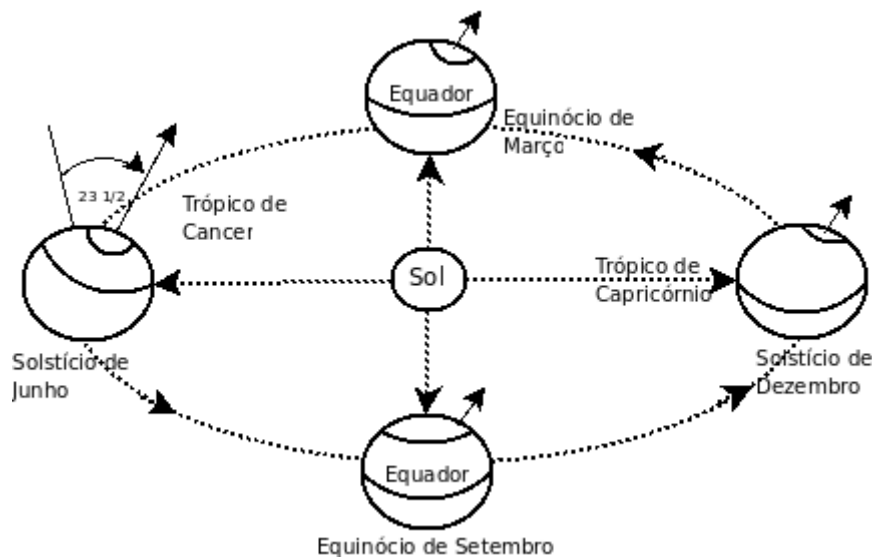 Equador
Equinócio de
Março
23 1/2
Trópico de
Cancer
Sol
Trópico de
Capricórnio
Solstício de
Junho
Solstício de
Dezembro
Equador
Equinócio de Setembro